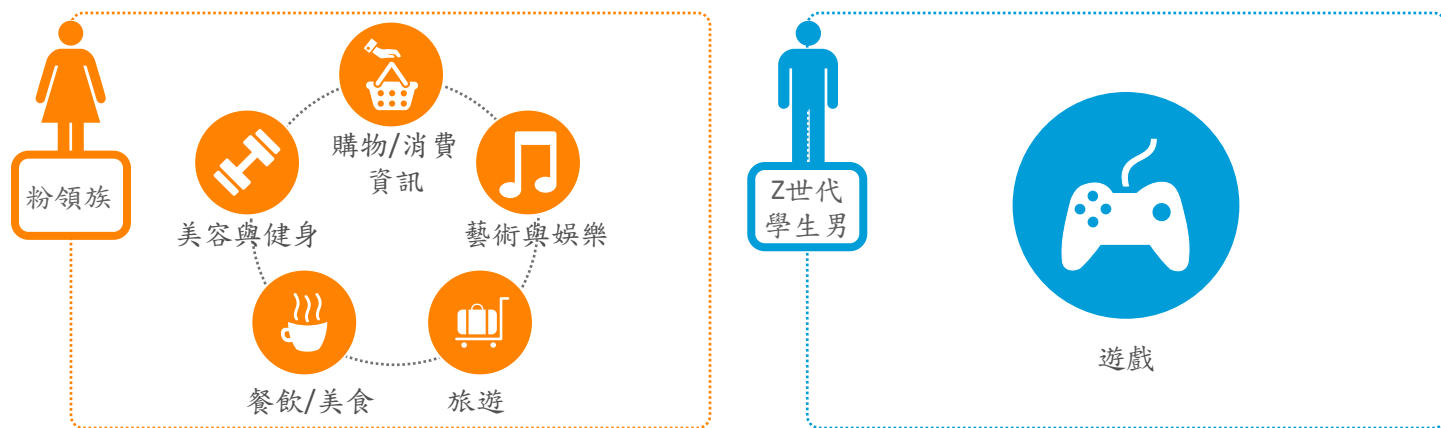 粉領族
購物/消費
資訊
美容與健身
藝術與娛樂
餐飲/美食
旅遊
Z世代
學生男
遊戲